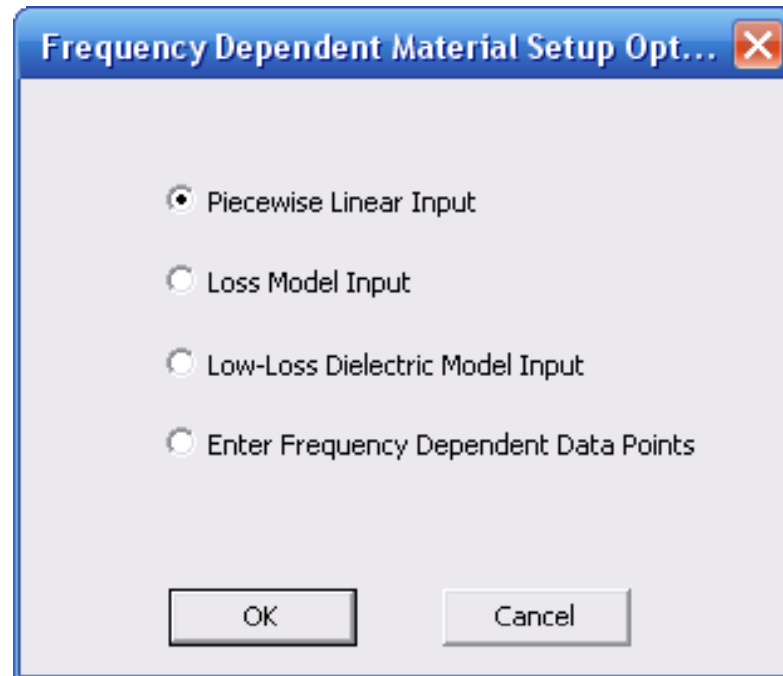 Frequency Dependent Material Setup Opt...
Piecewise Linear Input
Loss Model Input
Low-Loss Dielectric Model Input
Enter Frequency Dependent Data Points
OK
Cancel